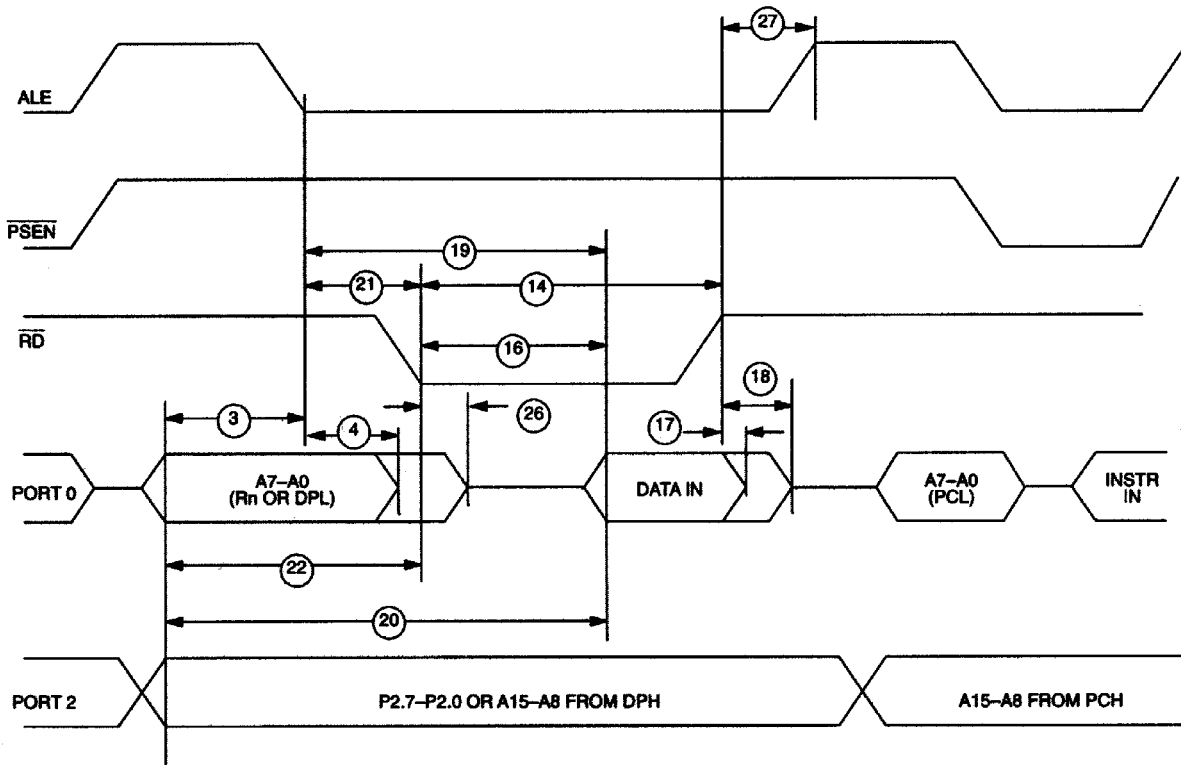 27
ALE
PSEN
19
21
14
RD
16
18
3
26
4
17
PORT 0
A7–A0
(Rn OR DPL)
DATA IN
A7–A0
(PCL)
INSTR
IN
22
20
PORT 2
P2.7–P2.0 OR A15–A8 FROM DPH
A15–A8 FROM PCH